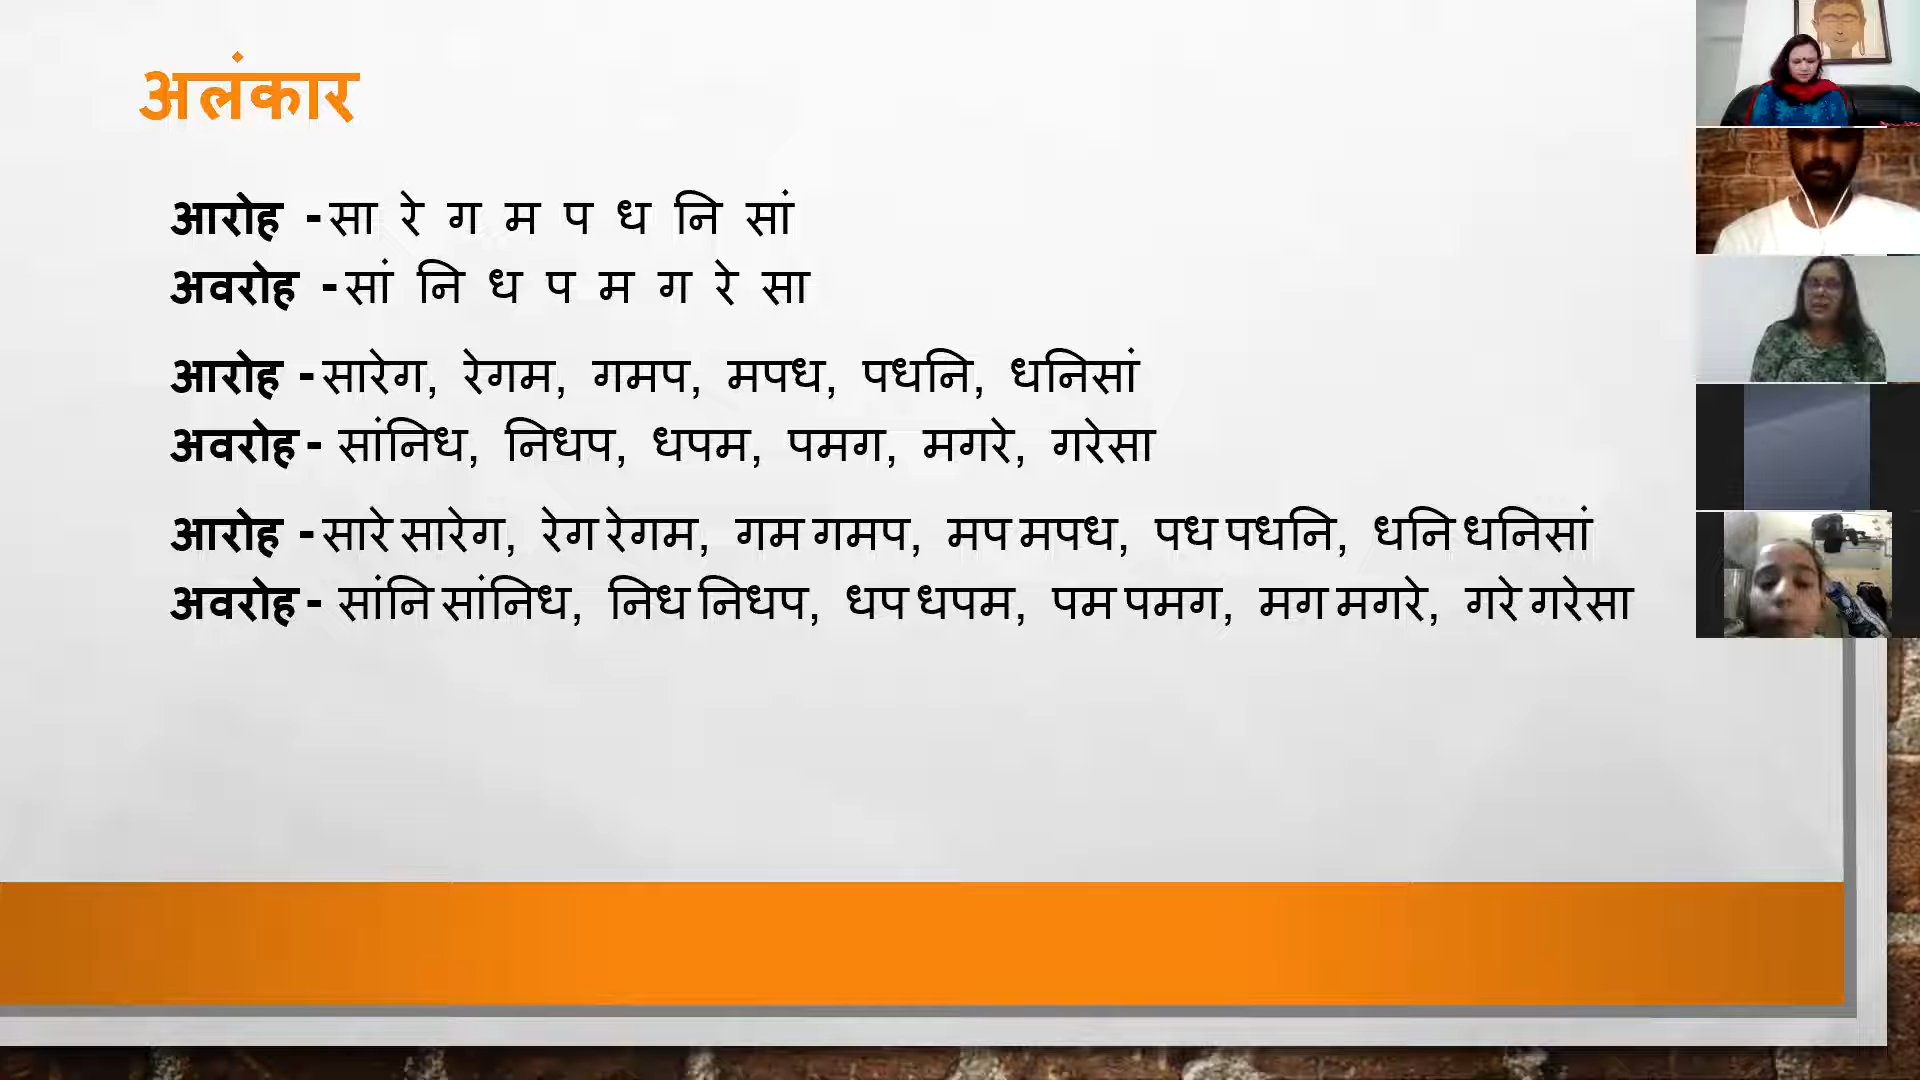 अलंकार
आरोह - सा रे ग म प ध नि सां
अवरोह - सां नि ध प म ग रे सा
आरोह - सारेग, रेगम, गमप, मपध, पधनि, धनिसां
अवरोह - सांनिध, निधप, धपम, पमग, मगरे, गरेसा
आरोह - सारे सारेग, रेग रेगम, गम गमप, मप मपध, पध पधनि, धनि धनिसां
अवरोह - सांनि सांनिध, निध निधप, धप धपम, पम पमग, मग मगरे, गरे गरेसा